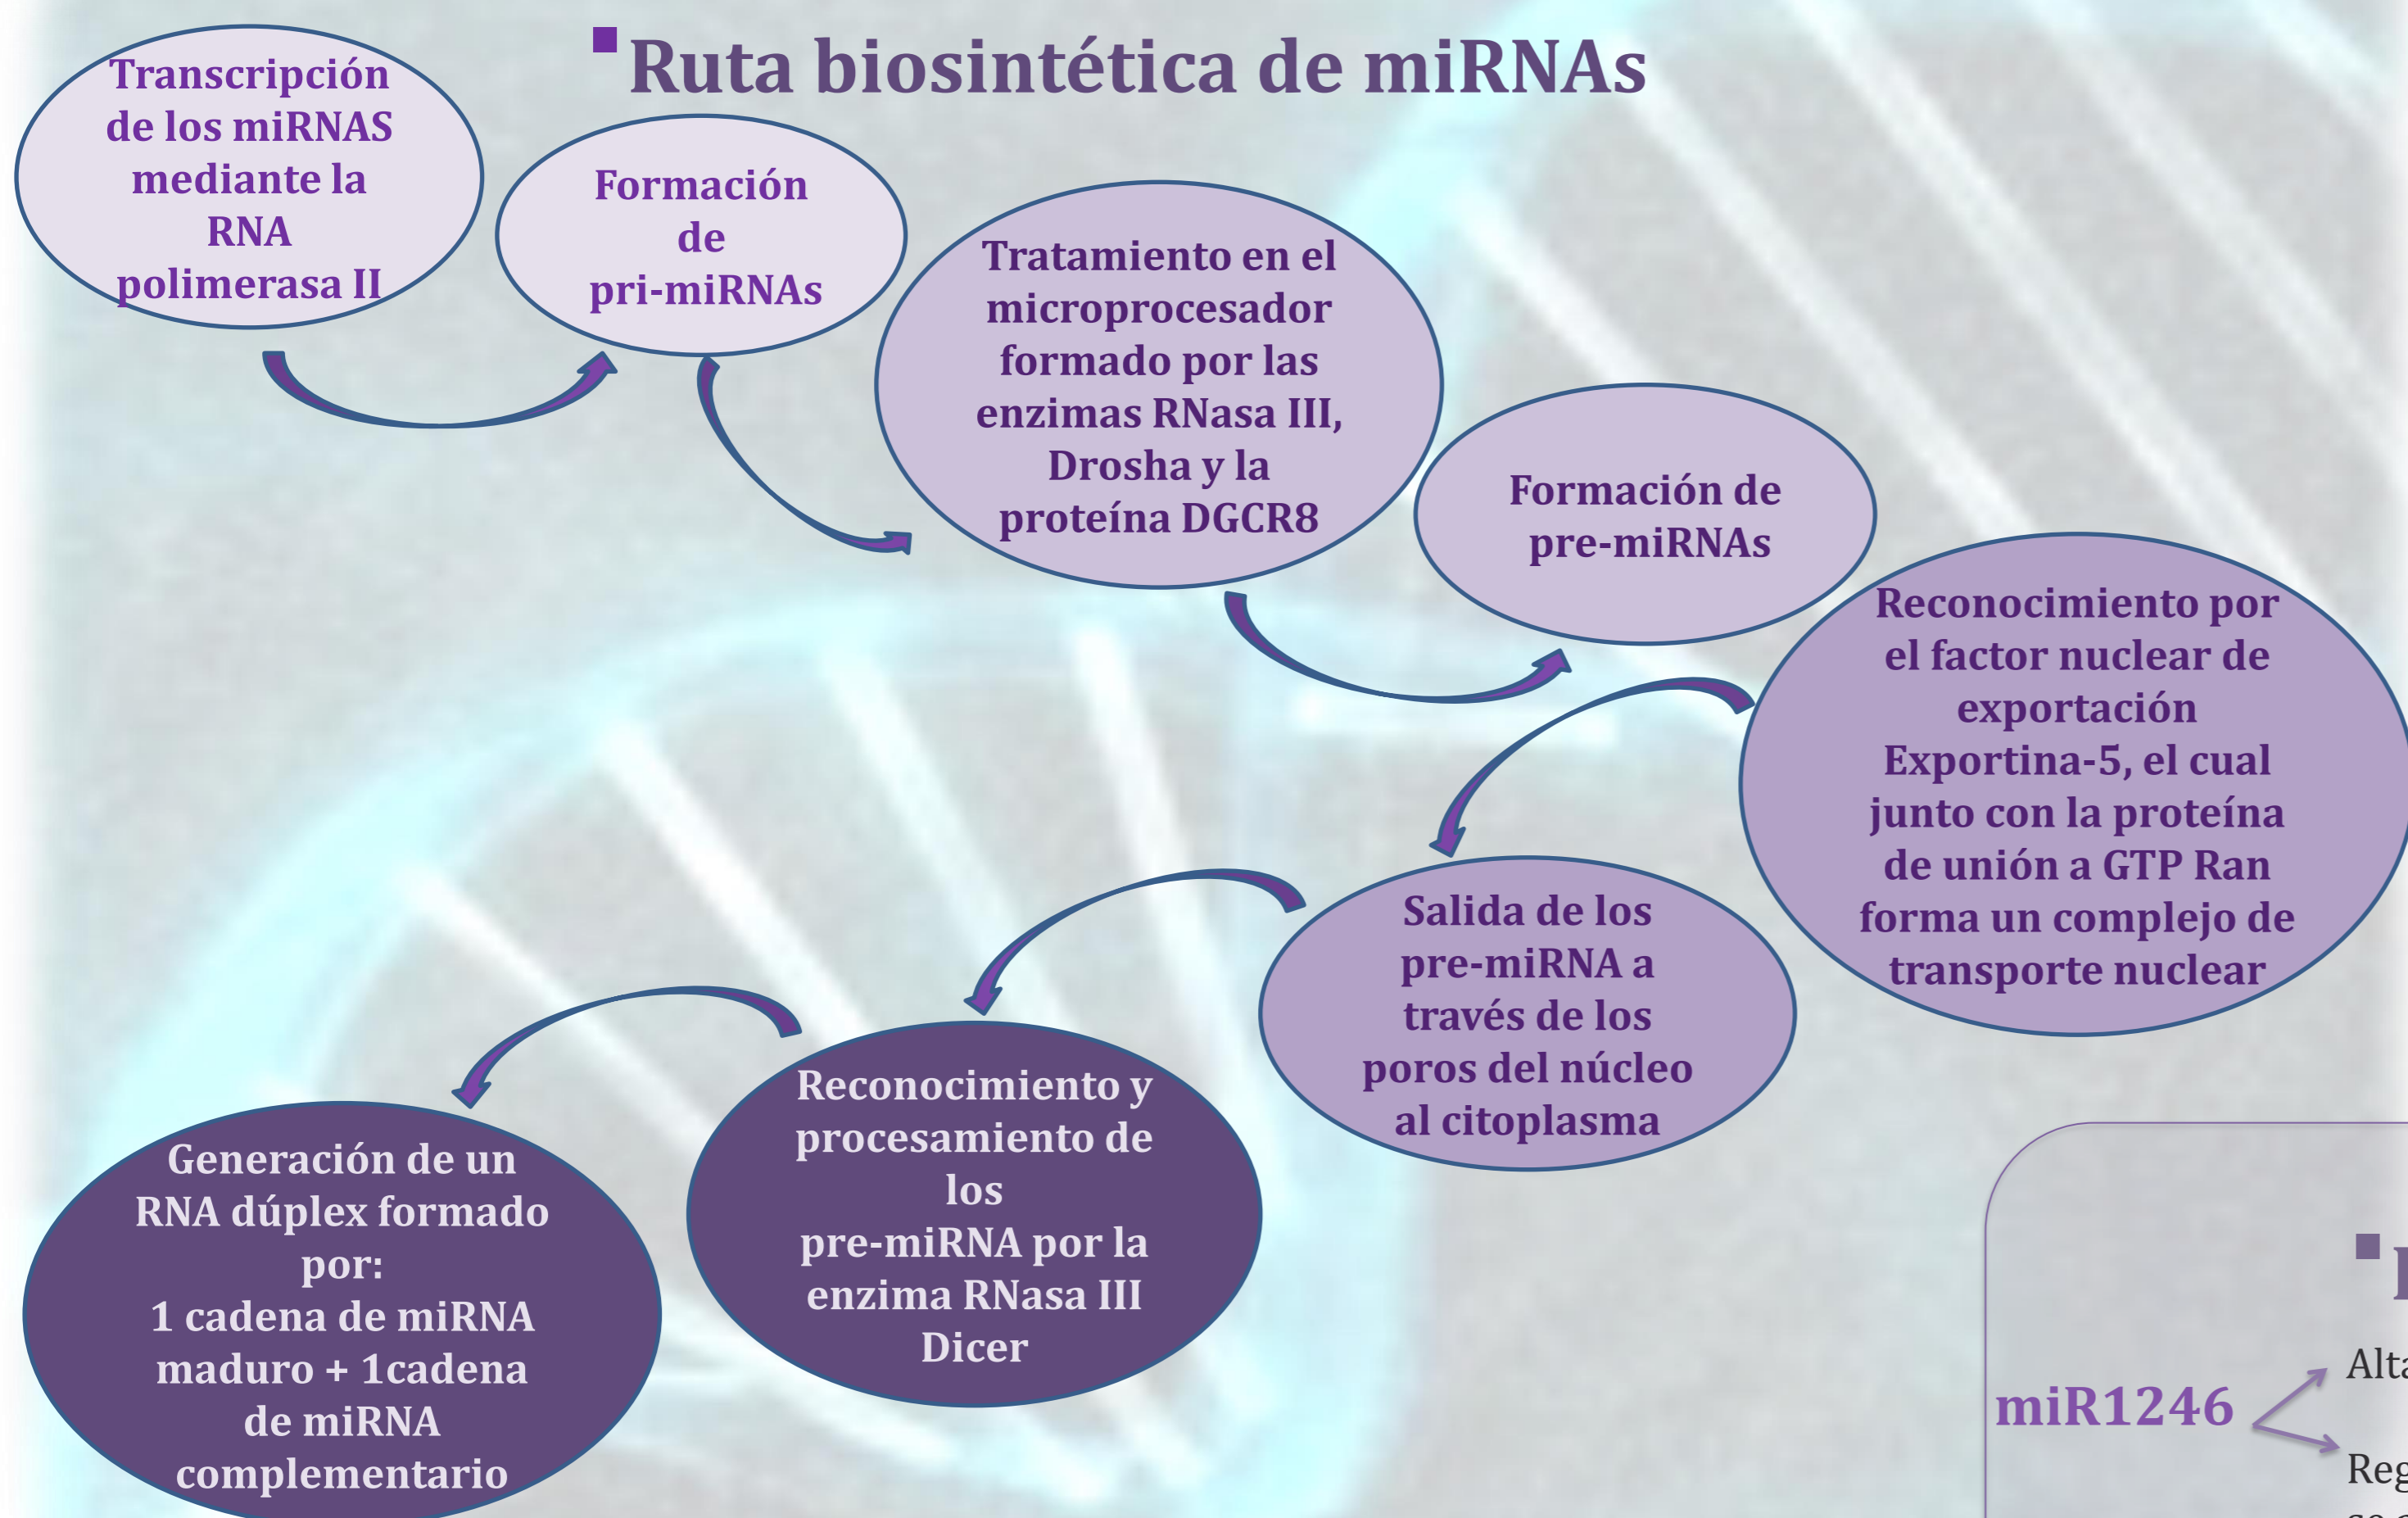 Ruta biosintética de miRNAs
Transcripción
de los miRNAS
mediante la
RNA
polimerasa II
Formación
de
pri-miRNAs
Tratamiento en el
microprocesador
formado por las
enzimas RNasa III,
Drosha y la
proteína DGCR8
Formación de
pre-miRNAs
Reconocimiento por
el factor nuclear de
exportación
Exportina-5, el cual
junto con la proteína
de unión a GTP Ran
forma un complejo de
transporte nuclear
Salida de los
pre-miRNA a
través de los
poros del núcleo
al citoplasma
Reconocimiento y
procesamiento de
los
pre-miRNA por la
enzima RNasa III
Dicer
Generación de un
RNA dúplex formado
por:
1 cadena de miRNA
maduro + 1cadena
de miRNA
complementario
miR1246